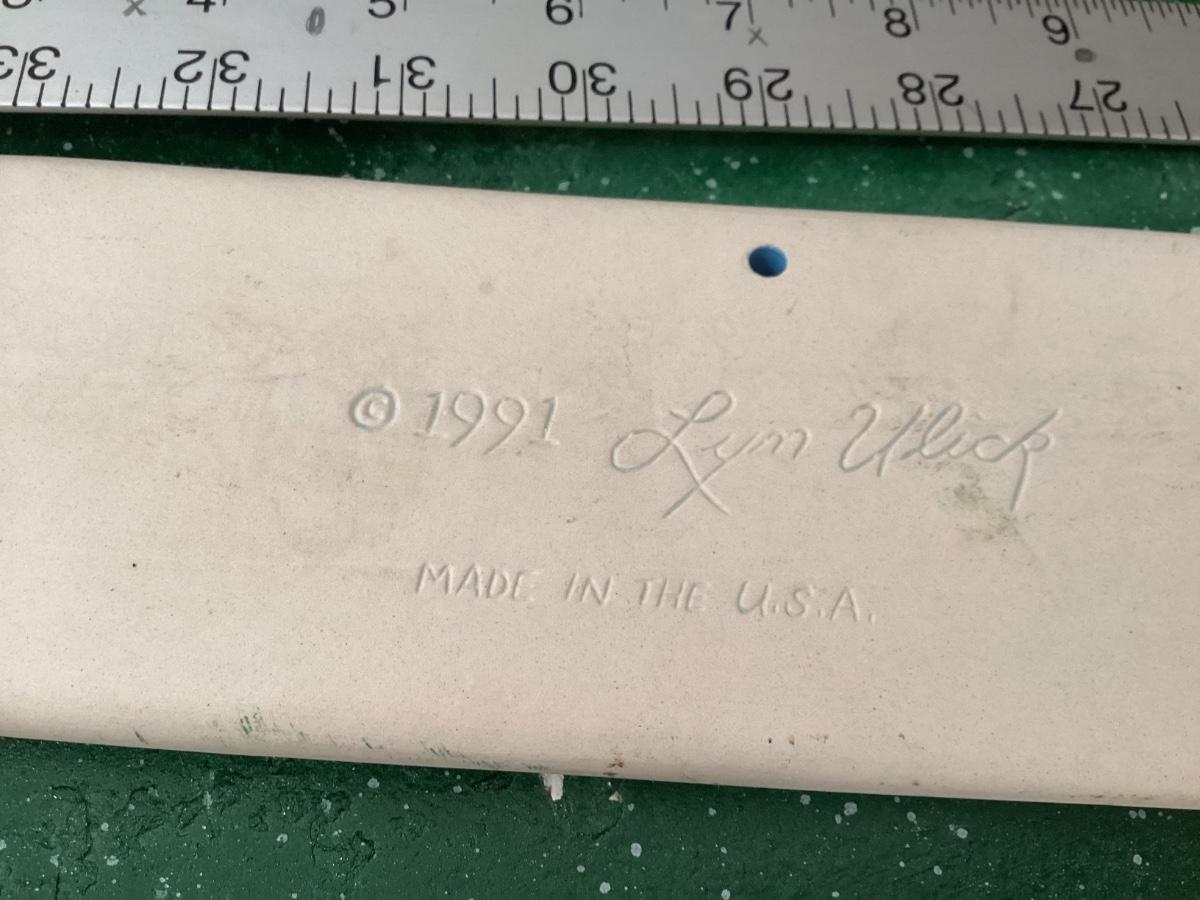 4 5 6 7 8 9
33 32 31 30 29 28 27
© 1991 Lyn Ulick
MADE IN THE U.S.A.